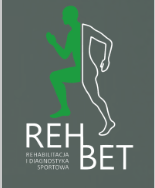 REH
BET
REHABILITACJA
I DIAGNOSTYKA
SPORTOWA